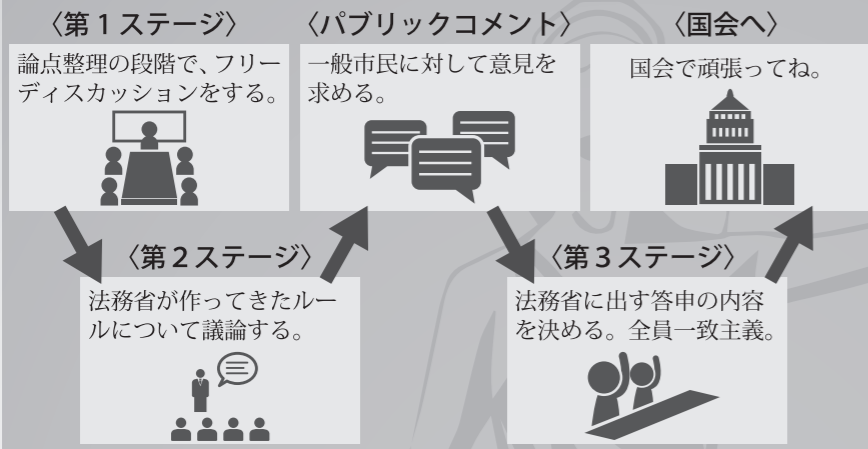 〈第1ステージ〉
論点整理の段階で、フリー
ディスカッションをする。
〈第2ステージ〉
法務省が作ってきたルー
ルについて議論する。
〈パブリックコメント〉
一般市民に対して意見を
求める。
〈第3ステージ〉
法務省に出す答申の内容
を決める。全員一致主義。
〈国会へ〉
国会で頑張ってね。